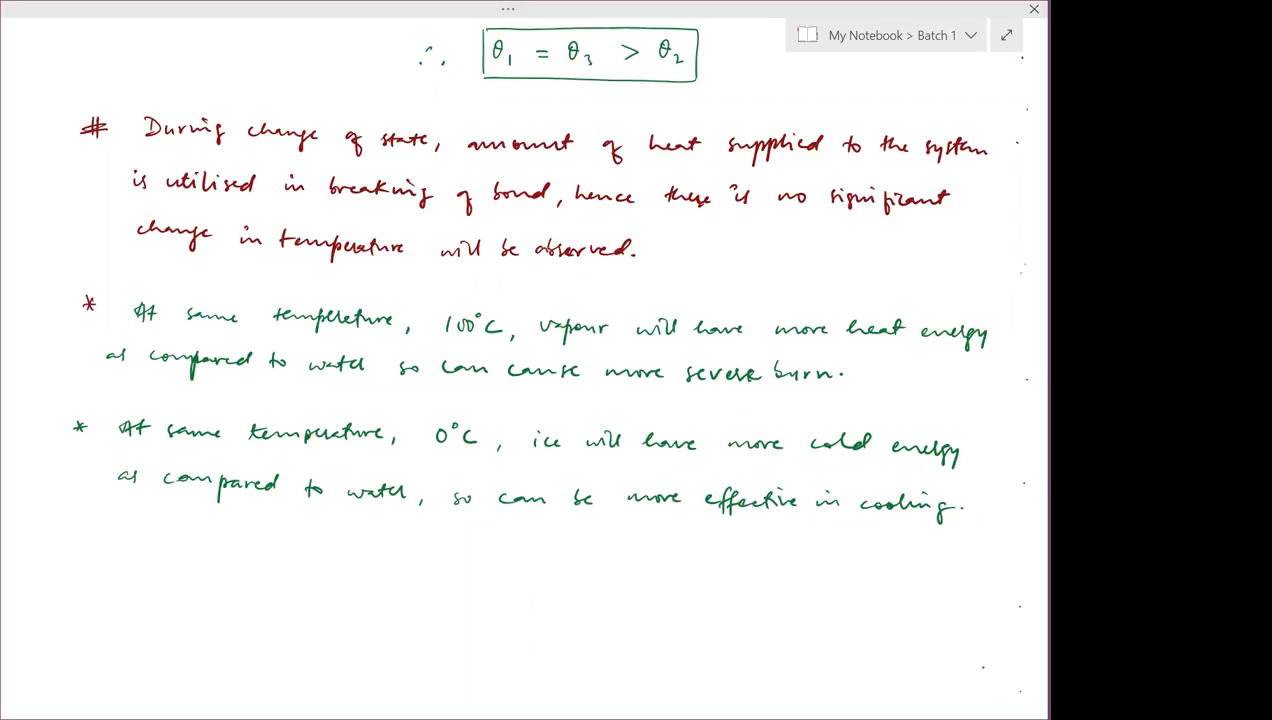 ...
My Notebook > Batch 1
∴ θ₁ = θ₃ > θ₂
# During change of state, amount of heat supplied to the system
is utilised in breaking of bond, hence there is no significant
change in temperature will be observed.
* At same temperature, 100°C, vapour will have more heat energy
as compared to water so can cause more severe burn.
* At same temperature, 0°C, ice will have more cold energy
as compared to water, so can be more effective in cooling.